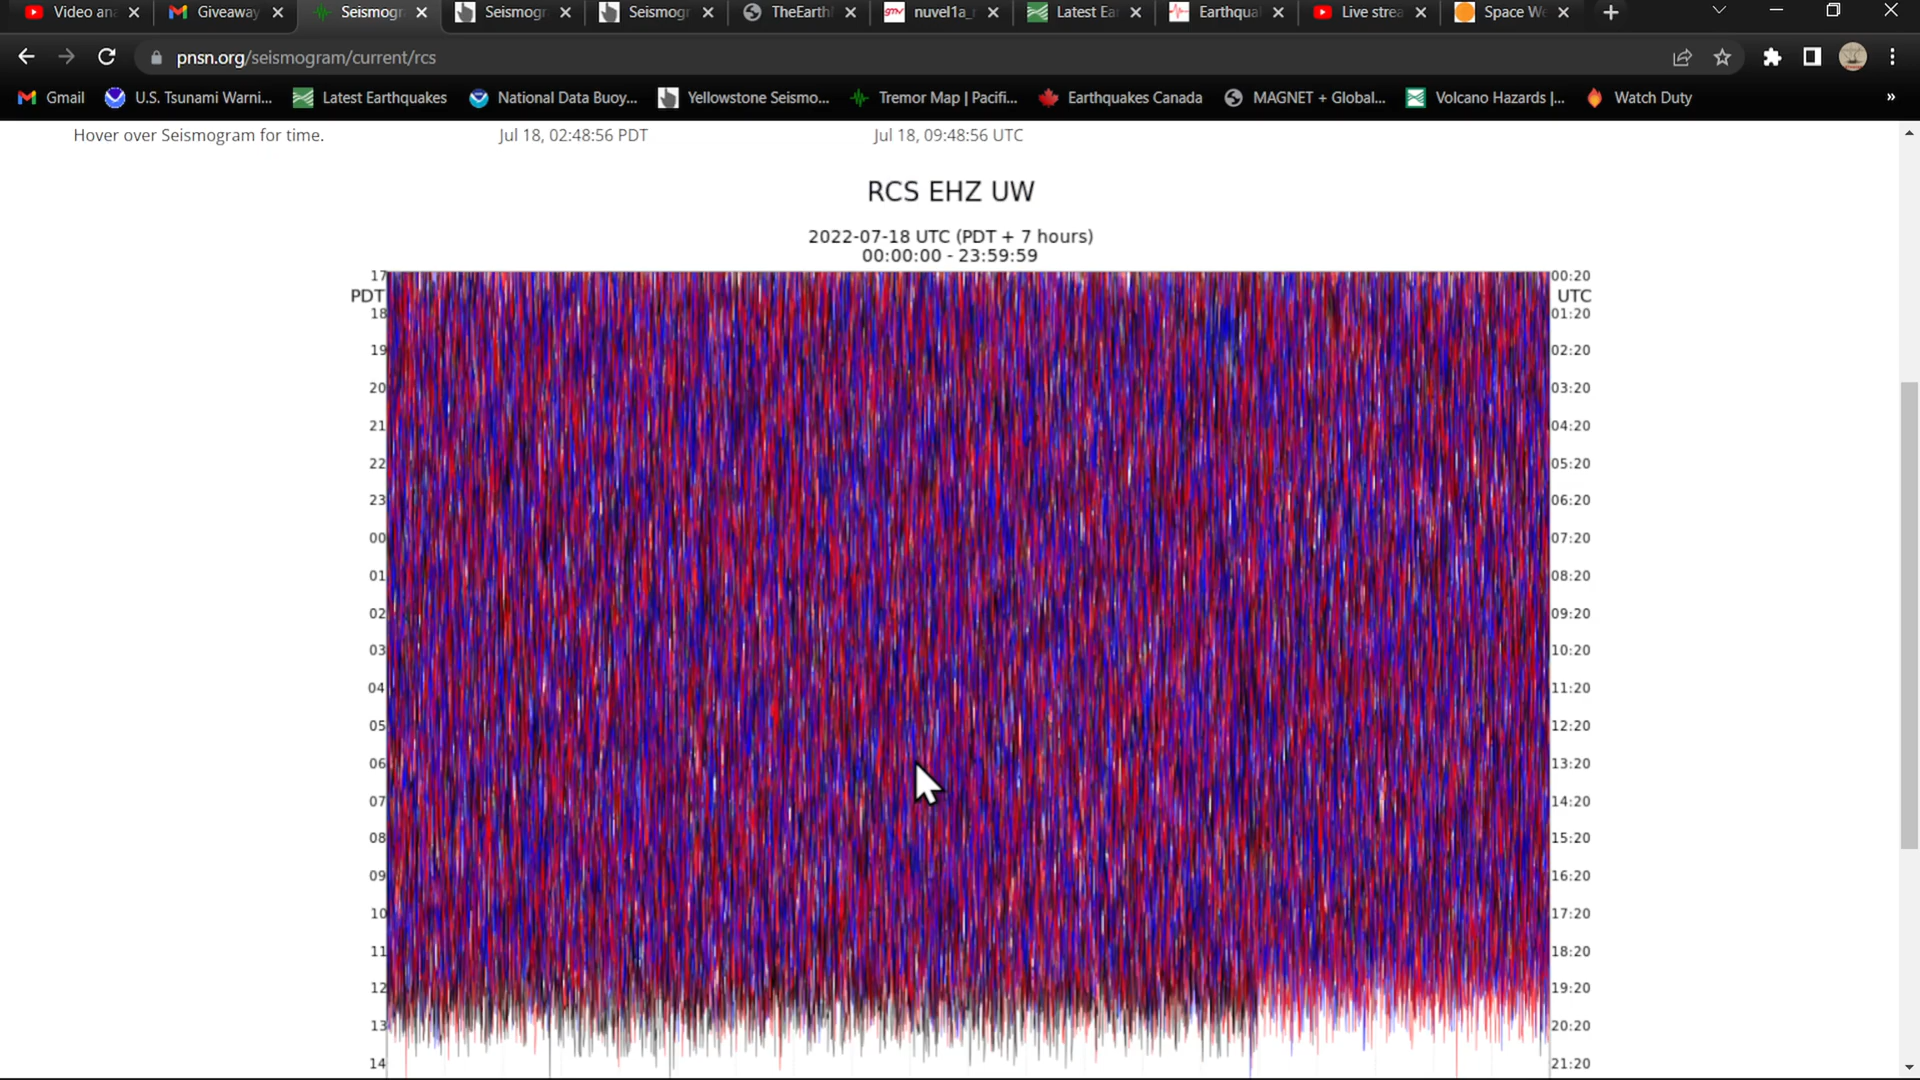 Video ana
Giveaway
Seismogr
Seismogr
Seismogr
TheEarth
nuvel1a_
Latest Ea
Earthqua
Live strea
Space We
pnsn.org/seismogram/current/rcs
Gmail
U.S. Tsunami Warni...
Latest Earthquakes
National Data Buoy...
Yellowstone Seismo...
Tremor Map | Pacifi...
Earthquakes Canada
MAGNET + Global...
Volcano Hazards |...
Watch Duty
»
Hover over Seismogram for time.
Jul 18, 02:48:56 PDT
Jul 18, 09:48:56 UTC
RCS EHZ UW
2022-07-18 UTC (PDT + 7 hours)
00:00:00 - 23:59:59
17 00:20
PDT UTC
18 01:20
19 02:20
20 03:20
21 04:20
22 05:20
23 06:20
00 07:20
01 08:20
02 09:20
03 10:20
04 11:20
05 12:20
06 13:20
07 14:20
08 15:20
09 16:20
10 17:20
11 18:20
12 19:20
13 20:20
14 21:20